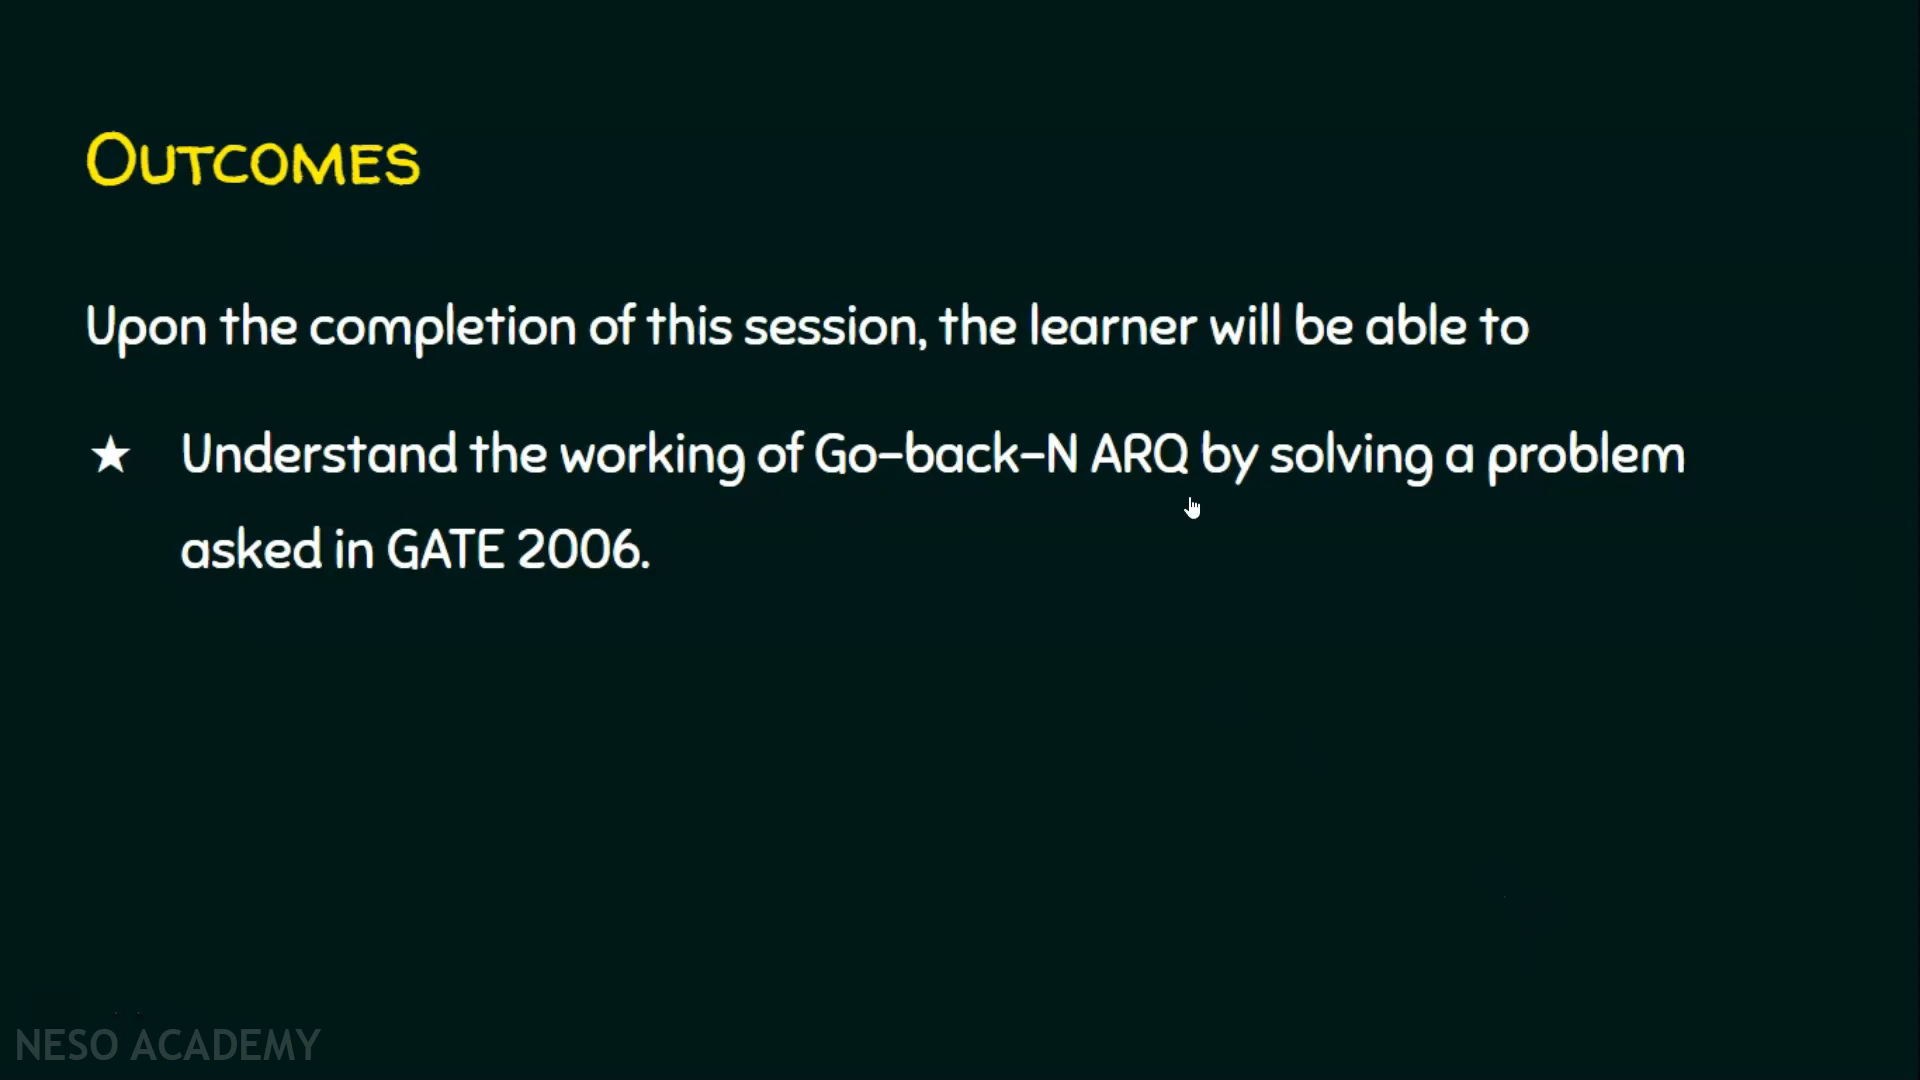 OUTCOMES
Upon the completion of this session, the learner will be able to
★ Understand the working of Go-back-N ARQ by solving a problem
asked in GATE 2006.
NESO ACADEMY